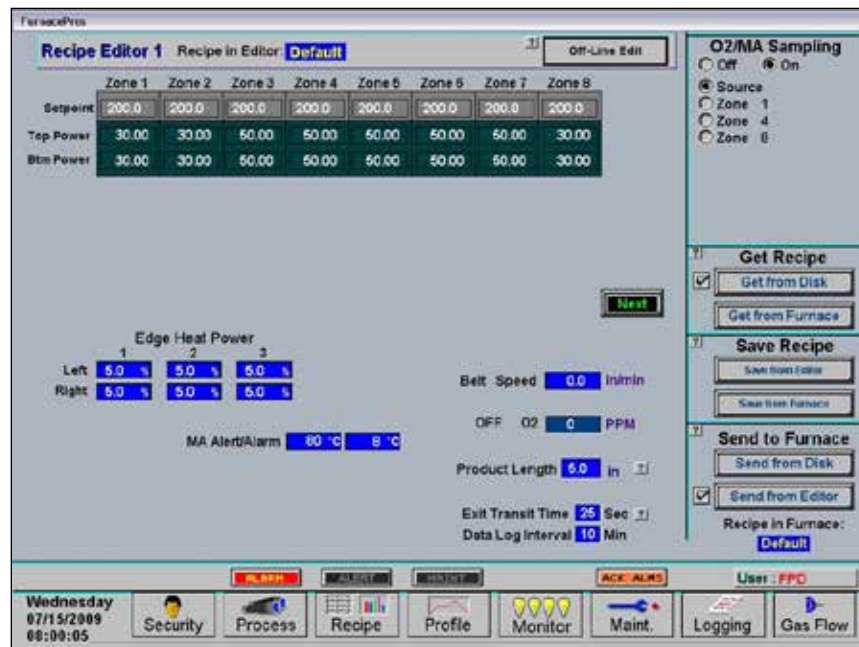 FurnacePros
Recipe Editor 1 Recipe in Editor: Default ? Off-Line Edit
Zone 1 Zone 2 Zone 3 Zone 4 Zone 5 Zone 6 Zone 7 Zone 8
Setpoint 200.0 200.0 200.0 200.0 200.0 200.0 200.0 200.0
Top Power 30.00 30.00 50.00 50.00 50.00 50.00 50.00 30.00
Btm Power 30.00 30.00 50.00 50.00 50.00 50.00 50.00 30.00
Next
Edge Heat Power
1 2 3
Left 5.0 % 5.0 % 5.0 %
Right 5.0 % 5.0 % 5.0 %
MA Alert/Alarm 80 °C 8 °C
Belt Speed 0.0 in/min
OFF O2 0 PPM
Product Length 5.0 in ?
Exit Transit Time 25 Sec ?
Data Log Interval 10 Min
O2/MA Sampling
Off On
Source
Zone 1
Zone 4
Zone 8
? Get Recipe
Get from Disk
Get from Furnace
? Save Recipe
Save from Editor
Save from Furnace
? Send to Furnace
Send from Disk
Send from Editor
Recipe in Furnace:
Default
ALARM ALERT MAINT ACK ALMS User : FPD
Wednesday
07/15/2009
08:00:05
Security Process Recipe Profile Monitor Maint. Logging Gas Flow